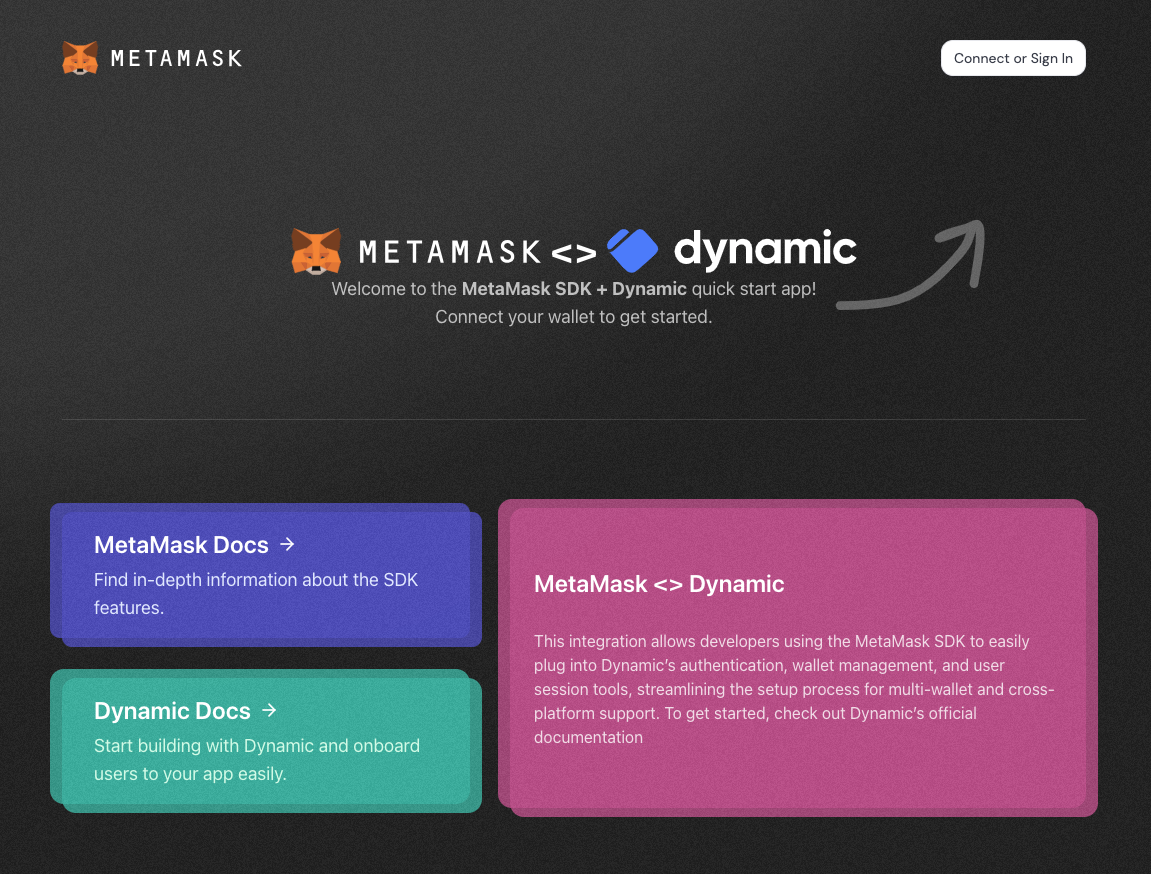 METAMASK
Connect or Sign In
METAMASK <> dynamic
Welcome to the MetaMask SDK + Dynamic quick start app!
Connect your wallet to get started.
MetaMask Docs →
Find in-depth information about the SDK
features.
Dynamic Docs →
Start building with Dynamic and onboard
users to your app easily.
MetaMask <> Dynamic
This integration allows developers using the MetaMask SDK to easily
plug into Dynamic’s authentication, wallet management, and user
session tools, streamlining the setup process for multi-wallet and cross-
platform support. To get started, check out Dynamic’s official
documentation